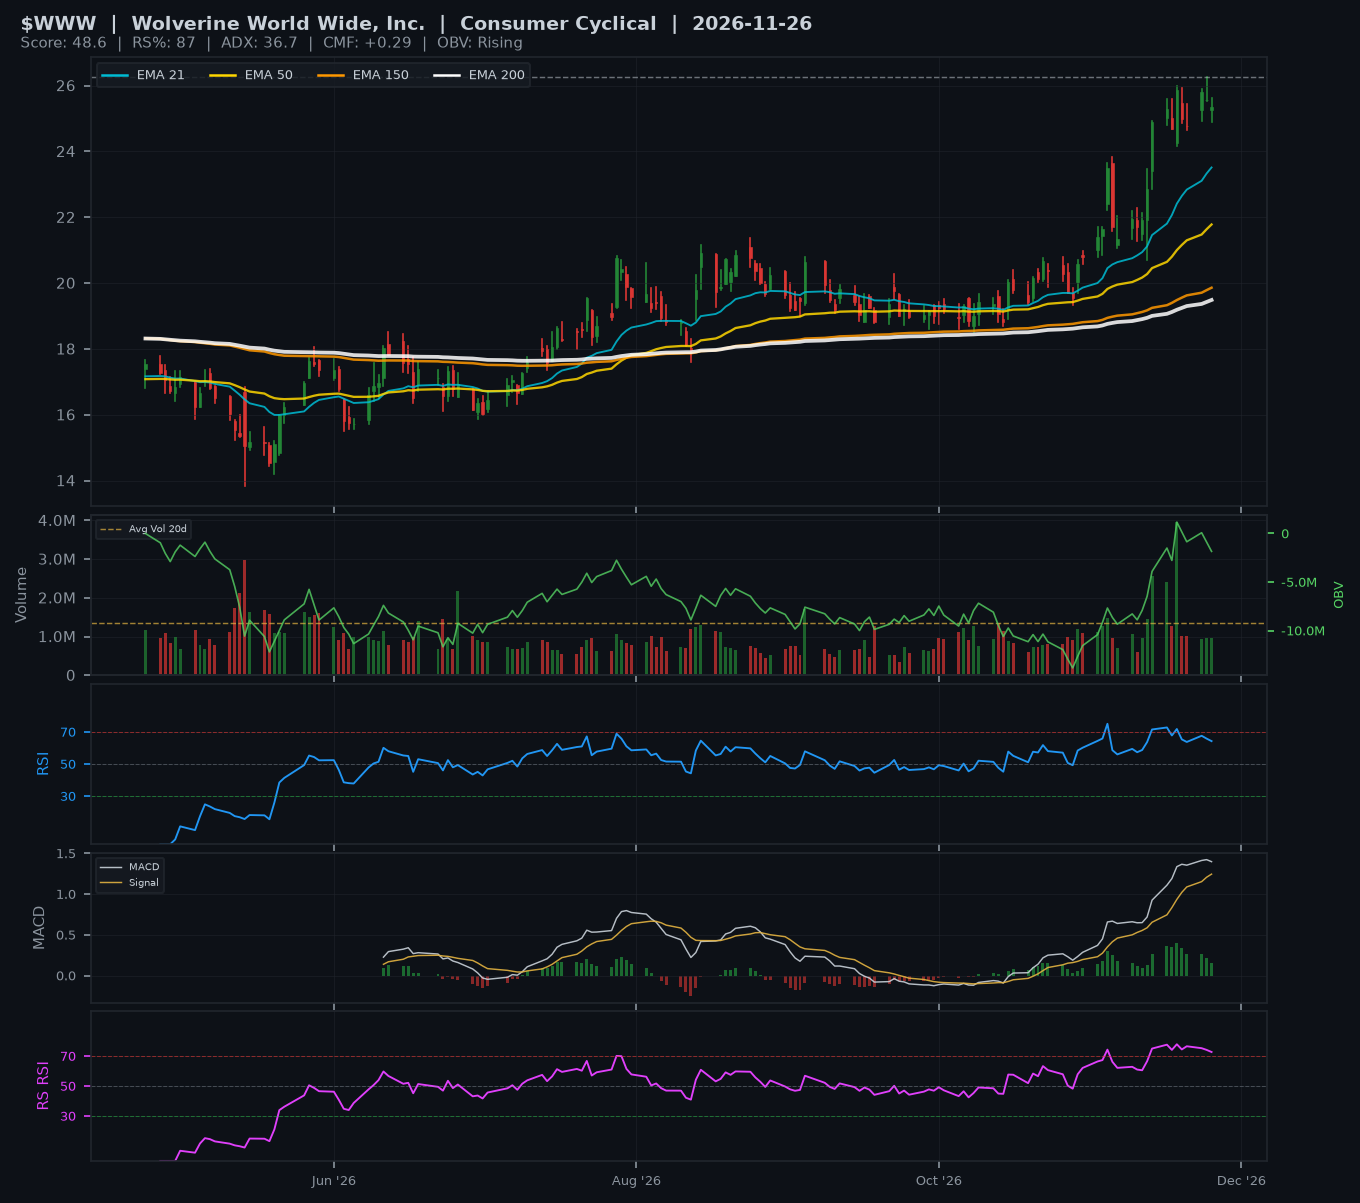 $WWW | Wolverine World Wide, Inc. | Consumer Cyclical | 2026-11-26
Score: 48.6 | RS%: 87 | ADX: 36.7 | CMF: +0.29 | OBV: Rising
EMA 21 EMA 50 EMA 150 EMA 200
26
24
22
20
18
16
14
Avg Vol 20d
Volume
4.0M
3.0M
2.0M
1.0M
0
OBV
0
-5.0M
-10.0M
RSI
70
50
30
MACD
Signal
MACD
1.5
1.0
0.5
0.0
RS RSI
70
50
30
Jun '26 Aug '26 Oct '26 Dec '26